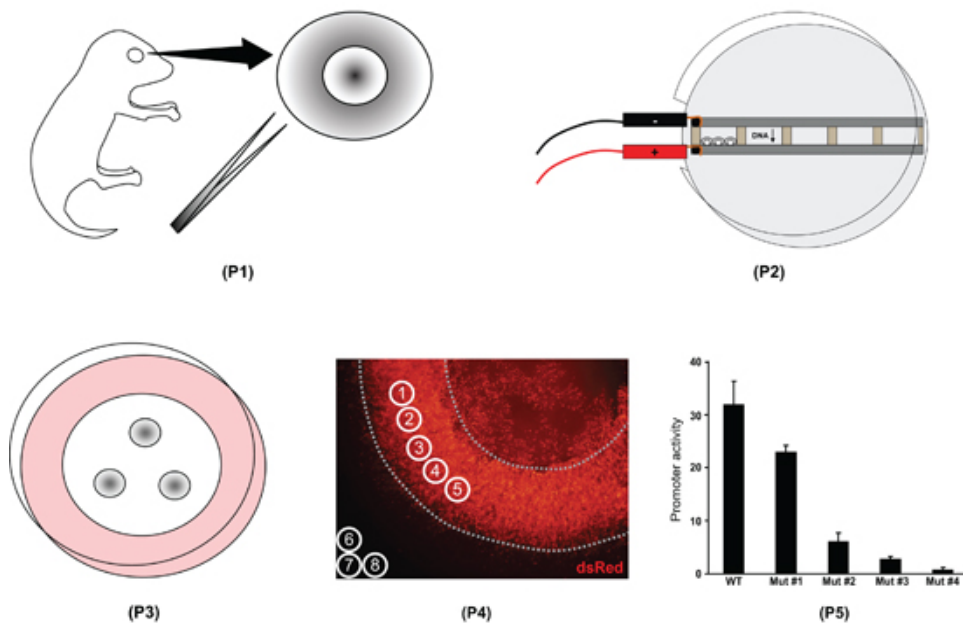 -
DNA
+
(P1)
(P2)
1
2
3
4
5
6
7 8
dsRed
(P3)
(P4)
Promoter activity
40
30
20
10
0
WT Mut #1 Mut #2 Mut #3 Mut #4
(P5)